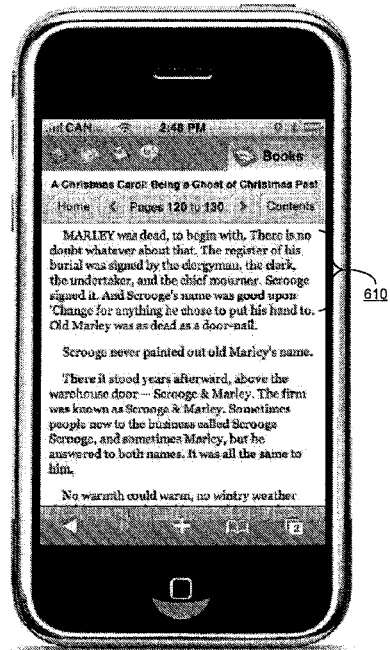 CAN
2:48 PM
Books
A Christmas Carol: Being a Ghost of Christmas Past
Home < Pages 120 to 130 > Contents
MARLEY was dead, to begin with. There is no
doubt whatever about that. The register of his
burial was signed by the clergyman, the clerk,
the undertaker, and the chief mourner. Scrooge
signed it. And Scrooge's name was good upon
'Change for anything he chose to put his hand to.
Old Marley was as dead as a door-nail.
Scrooge never painted out old Marley's name.
There it stood years afterward, above the
warehouse door — Scrooge & Marley. The firm
was known as Scrooge & Marley. Sometimes
people new to the business called Scrooge
Scrooge, and sometimes Marley, but he
answered to both names. It was all the same to
him.
No warmth could warm, no wintry weather
2
610